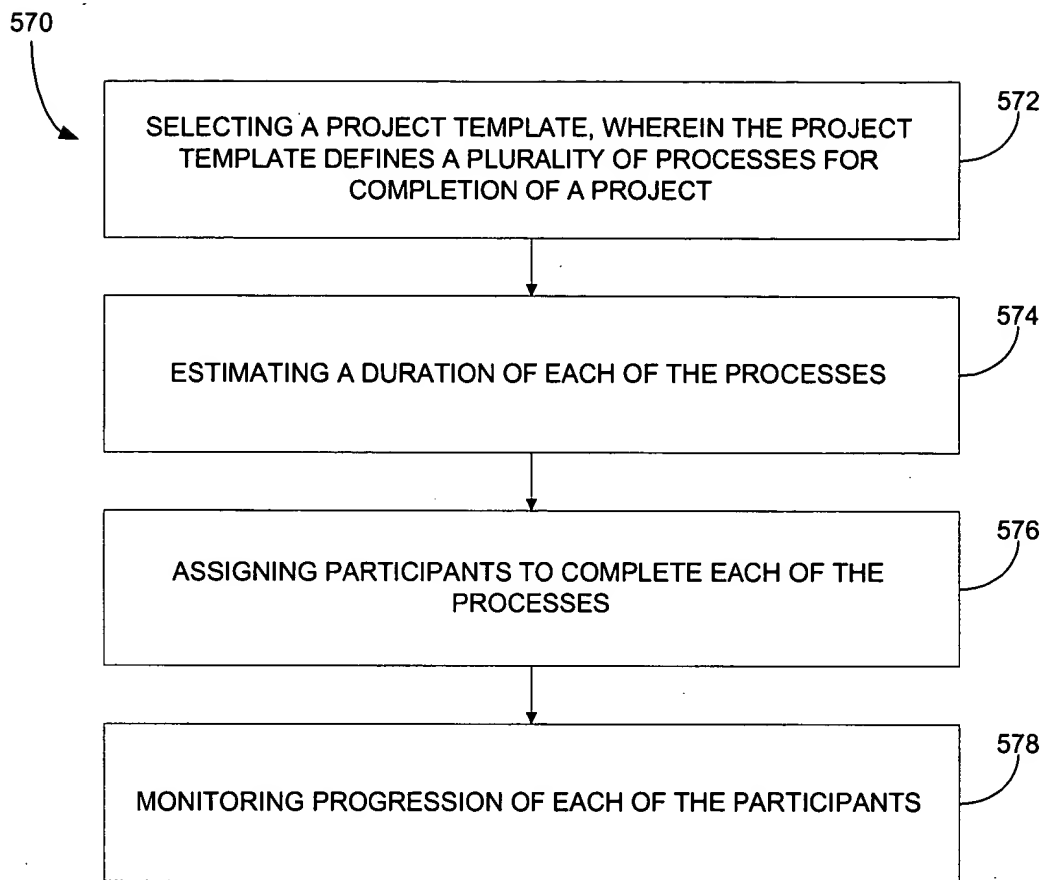 570
572
SELECTING A PROJECT TEMPLATE, WHEREIN THE PROJECT
TEMPLATE DEFINES A PLURALITY OF PROCESSES FOR
COMPLETION OF A PROJECT
574
ESTIMATING A DURATION OF EACH OF THE PROCESSES
576
ASSIGNING PARTICIPANTS TO COMPLETE EACH OF THE
PROCESSES
578
MONITORING PROGRESSION OF EACH OF THE PARTICIPANTS